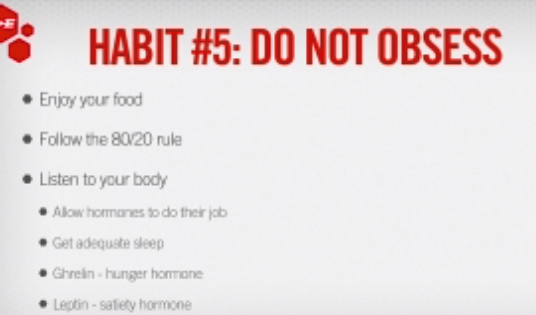 HABIT #5: DO NOT OBSESS
Enjoy your food
Follow the 80/20 rule
Listen to your body
Allow hormones to do their job
Get adequate sleep
Ghrelin - hunger hormone
Leptin - satiety hormone